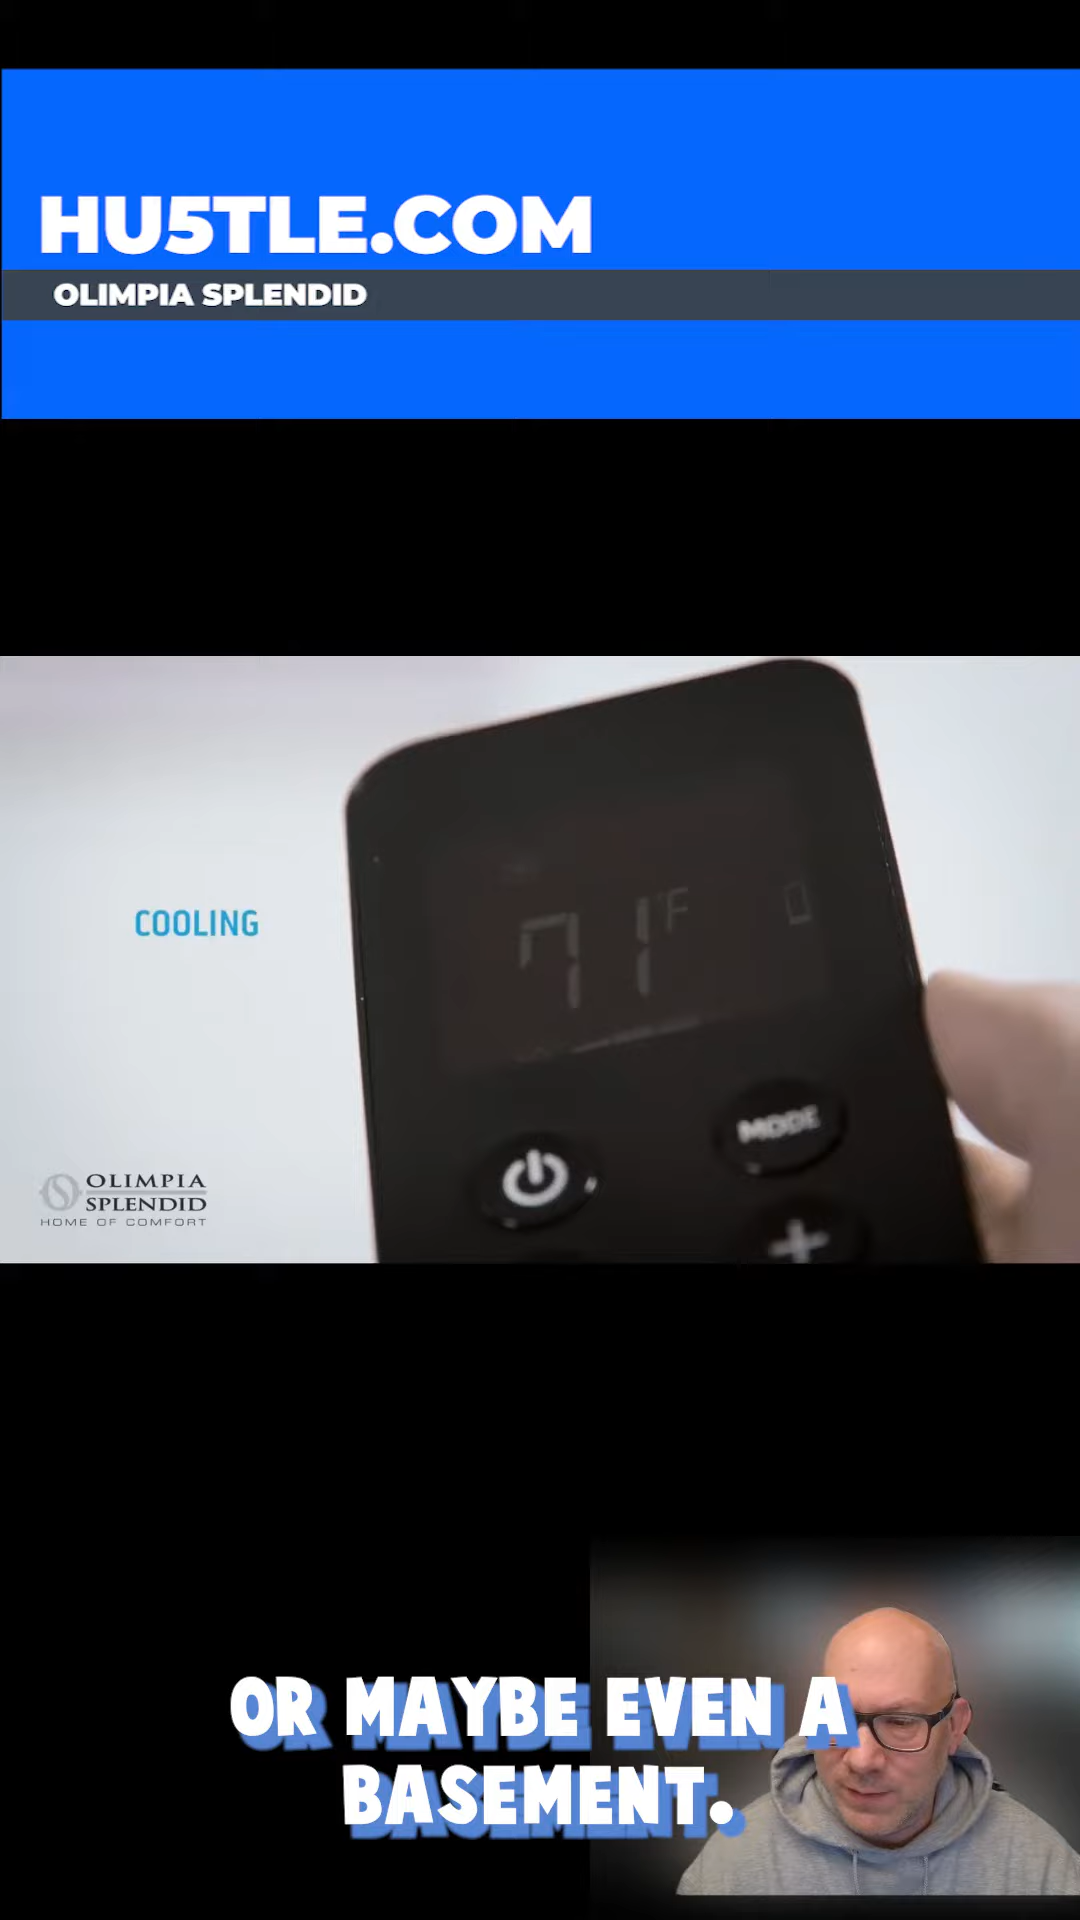 HU5TLE.COM
OLIMPIA SPLENDID
71°F
COOLING
MODE
OLIMPIA
SPLENDID
HOME OF COMFORT
OR MAYBE EVEN A
BASEMENT.